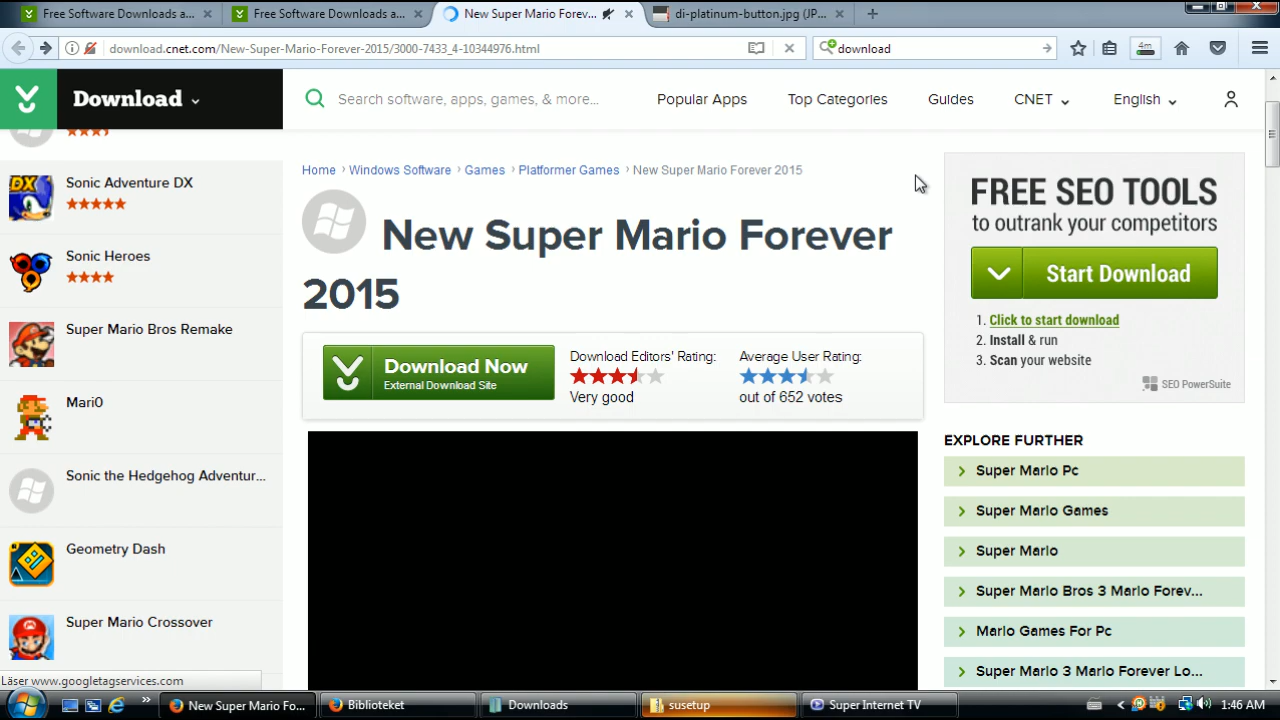 Free Software Downloads a...
Free Software Downloads a...
New Super Mario Forev...
di-platinum-button.jpg (JP...
download.cnet.com/New-Super-Mario-Forever-2015/3000-7433_4-10344976.html
download
4m
Download
Search software, apps, games, & more...
Popular Apps
Top Categories
Guides
CNET
English
Sonic Adventure DX
Sonic Heroes
Super Mario Bros Remake
Mari0
Sonic the Hedgehog Adventur...
Geometry Dash
Super Mario Crossover
Läser www.googletagservices.com
Home › Windows Software › Games › Platformer Games › New Super Mario Forever 2015
New Super Mario Forever
2015
Download Now
External Download Site
Download Editors' Rating:
Very good
Average User Rating:
out of 652 votes
FREE SEO TOOLS
to outrank your competitors
Start Download
1. Click to start download
2. Install & run
3. Scan your website
SEO PowerSuite
EXPLORE FURTHER
Super Mario Pc
Super Mario Games
Super Mario
Super Mario Bros 3 Mario Forev...
Mario Games For Pc
Super Mario 3 Mario Forever Lo...
New Super Mario Fo...
Biblioteket
Downloads
susetup
Super Internet TV
1:46 AM